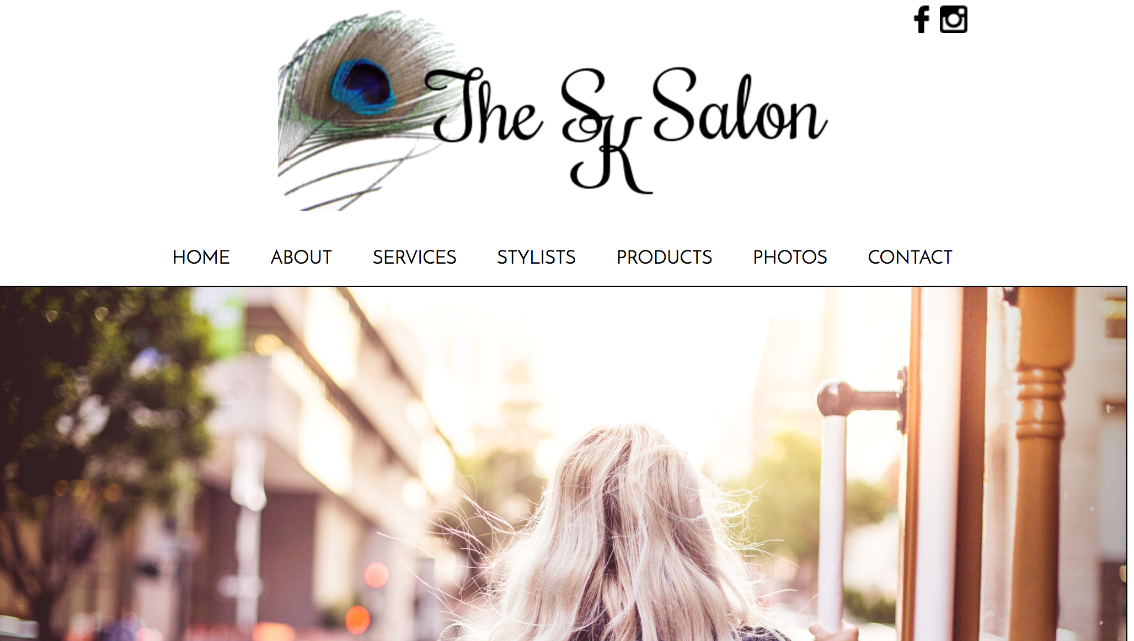 The SK Salon
HOME ABOUT SERVICES STYLISTS PRODUCTS PHOTOS CONTACT